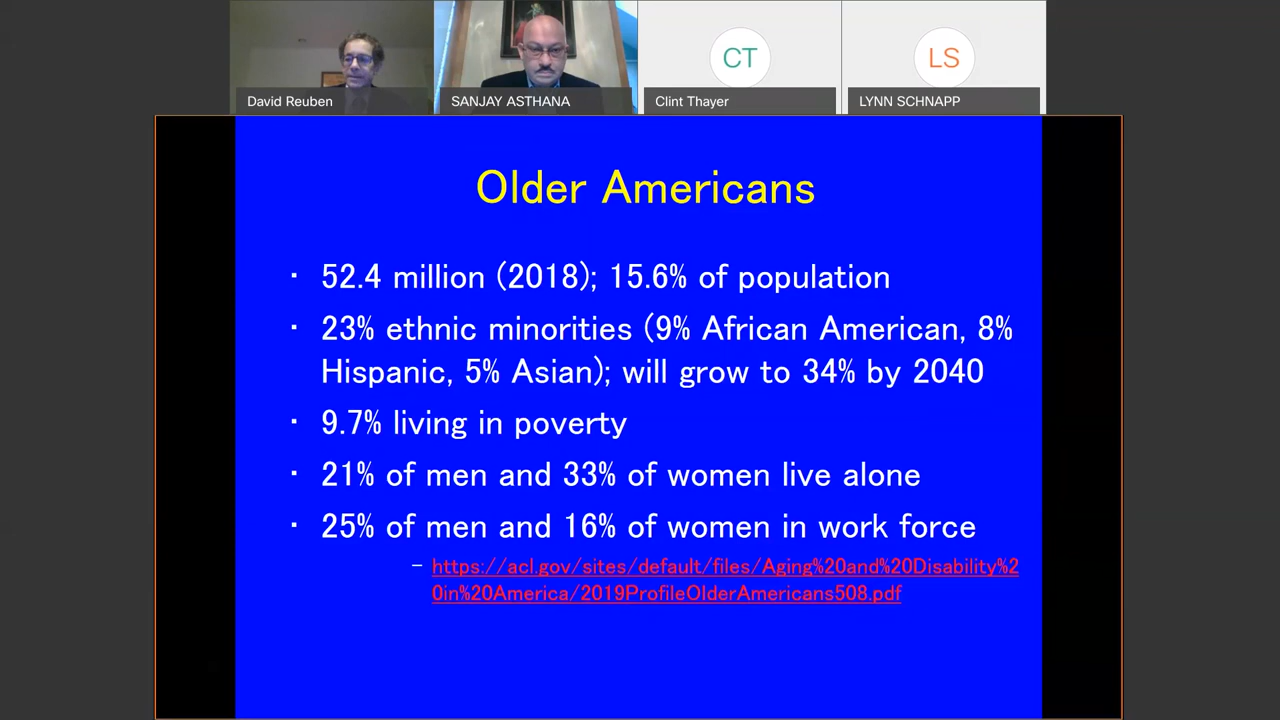 CT
LS
David Reuben
SANJAY ASTHANA
Clint Thayer
LYNN SCHNAPP
Older Americans
· 52.4 million (2018); 15.6% of population
· 23% ethnic minorities (9% African American, 8%
Hispanic, 5% Asian); will grow to 34% by 2040
· 9.7% living in poverty
· 21% of men and 33% of women live alone
· 25% of men and 16% of women in work force
– https://acl.gov/sites/default/files/Aging%20and%20Disability%2
0in%20America/2019ProfileOlderAmericans508.pdf